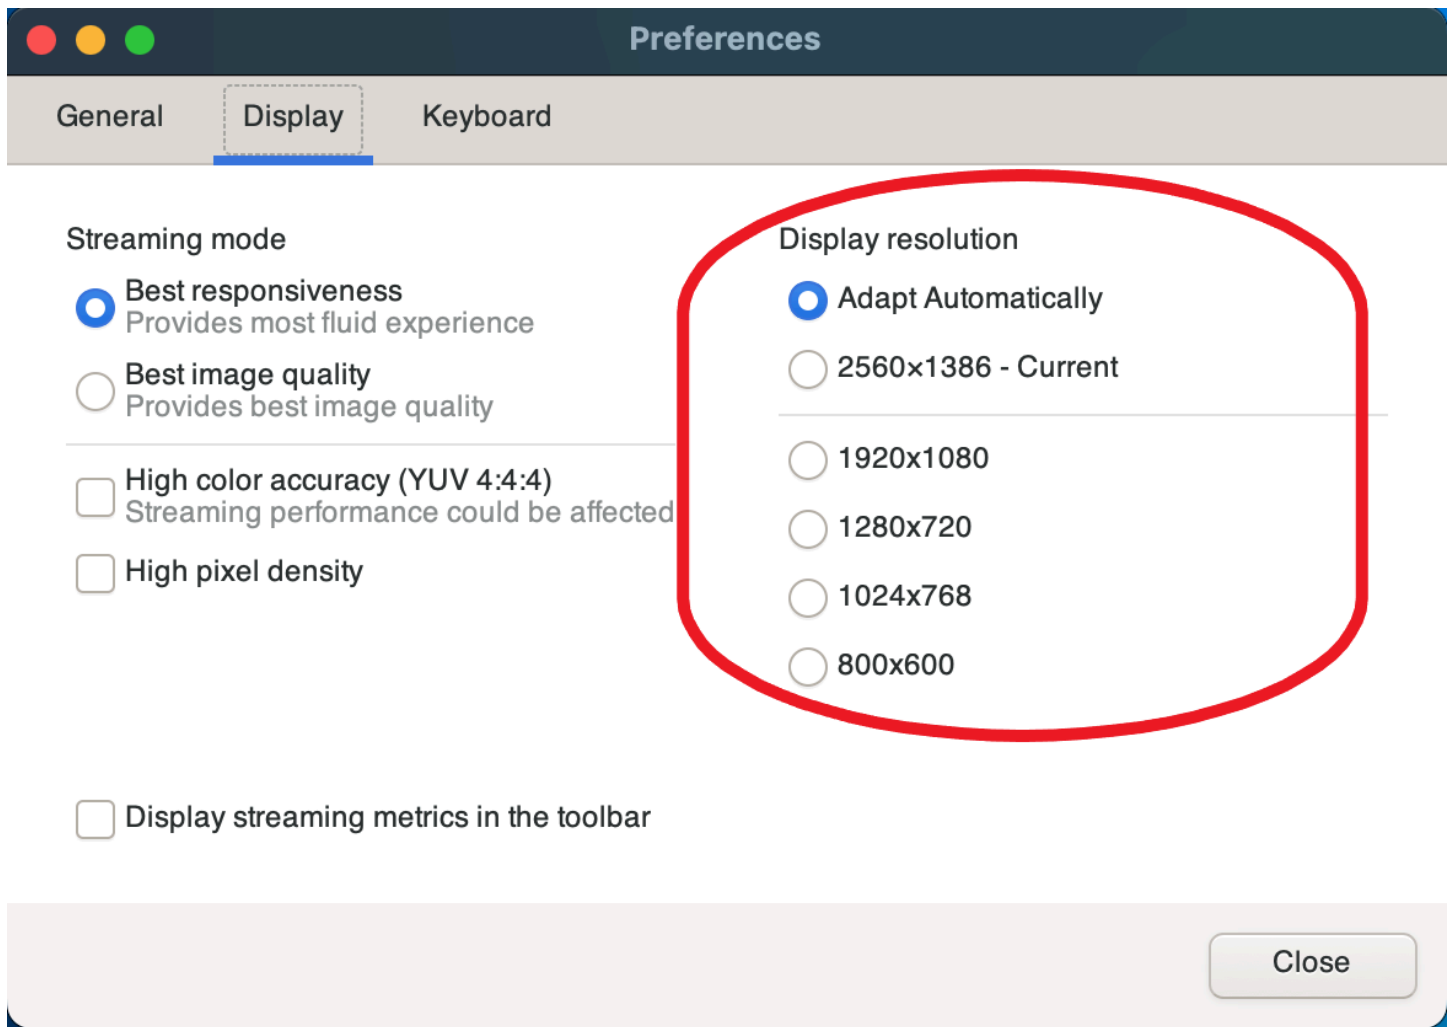 Preferences
General
Display
Keyboard
Streaming mode
Best responsiveness
Provides most fluid experience
Best image quality
Provides best image quality
High color accuracy (YUV 4:4:4)
Streaming performance could be affected
High pixel density
Display resolution
Adapt Automatically
2560×1386 - Current
1920x1080
1280x720
1024x768
800x600
Display streaming metrics in the toolbar
Close